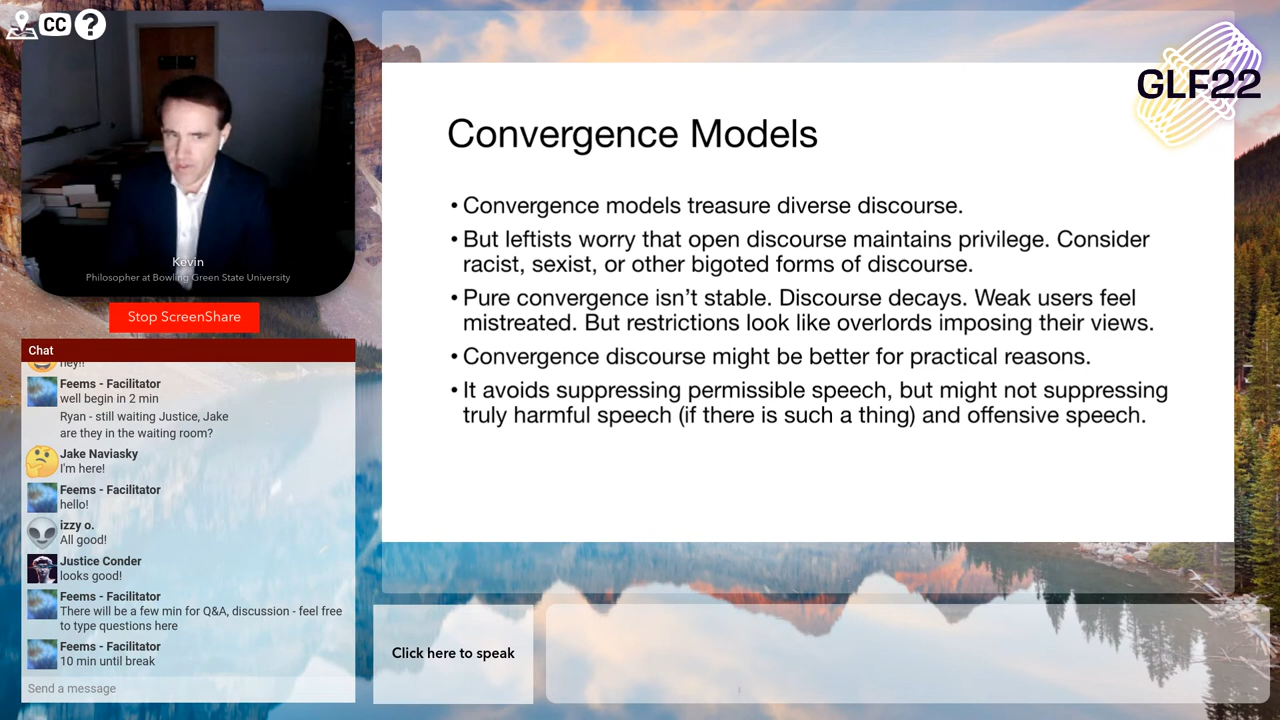 CC
?
GLF22
Kevin
Philosopher at Bowling Green State University
Stop ScreenShare
Convergence Models
• Convergence models treasure diverse discourse.
• But leftists worry that open discourse maintains privilege. Consider
racist, sexist, or other bigoted forms of discourse.
• Pure convergence isn’t stable. Discourse decays. Weak users feel
mistreated. But restrictions look like overlords imposing their views.
• Convergence discourse might be better for practical reasons.
• It avoids suppressing permissible speech, but might not suppressing
truly harmful speech (if there is such a thing) and offensive speech.
Chat
hey!!
Feems - Facilitator
well begin in 2 min
Ryan - still waiting Justice, Jake
are they in the waiting room?
Jake Naviasky
I'm here!
Feems - Facilitator
hello!
izzy o.
All good!
Justice Conder
looks good!
Feems - Facilitator
There will be a few min for Q&A, discussion - feel free
to type questions here
Feems - Facilitator
10 min until break
Send a message
Click here to speak